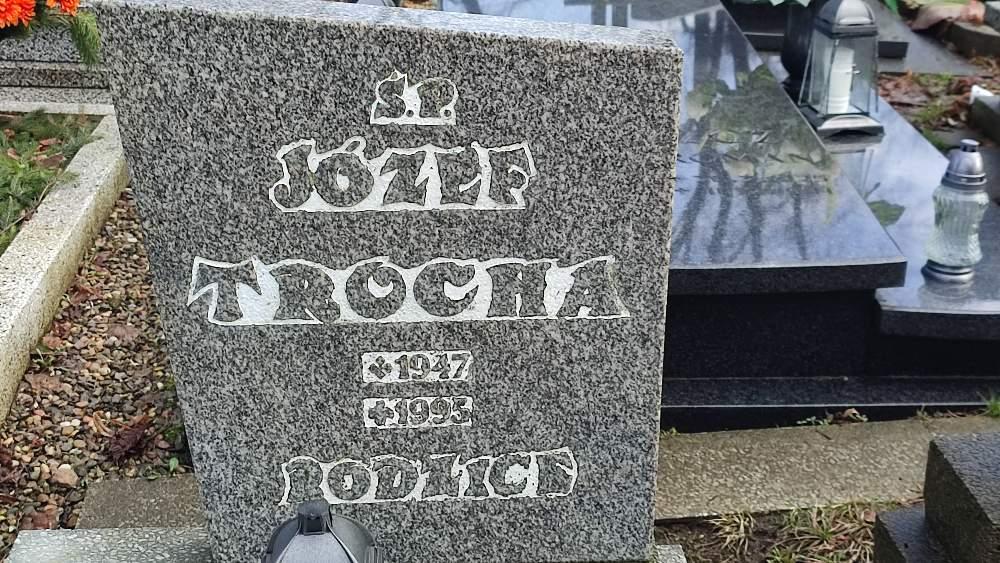 Ś.P.
JÓZEF
TROCHA
* 1947
+ 1995
RODZICE